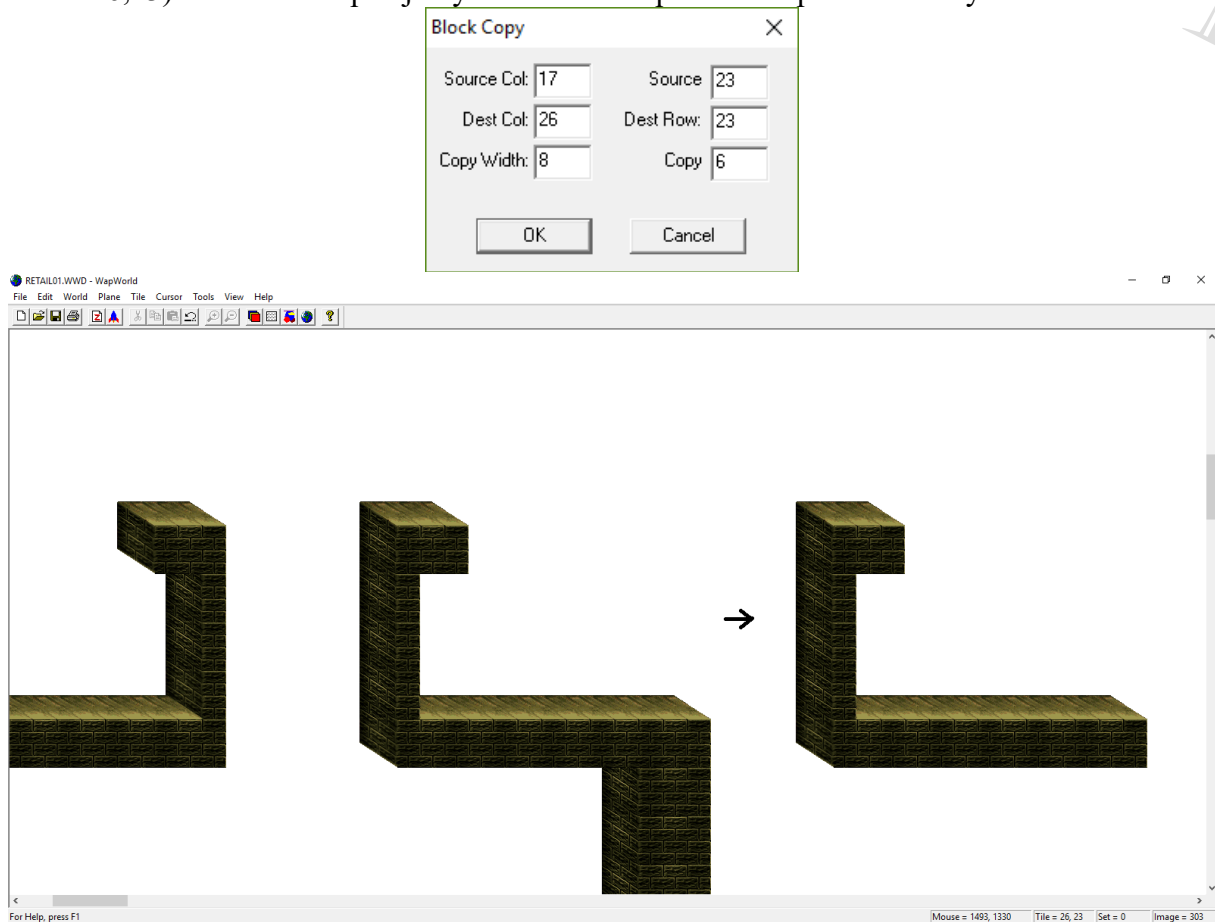 Block Copy
Source Col: 17 Source 23
Dest Col: 26 Dest Row: 23
Copy Width: 8 Copy 6
OK Cancel
RETAIL01.WWD - WapWorld
File Edit World Plane Tile Cursor Tools View Help
For Help, press F1 Mouse = 1493, 1330 Tile = 26, 23 Set = 0 Image = 303